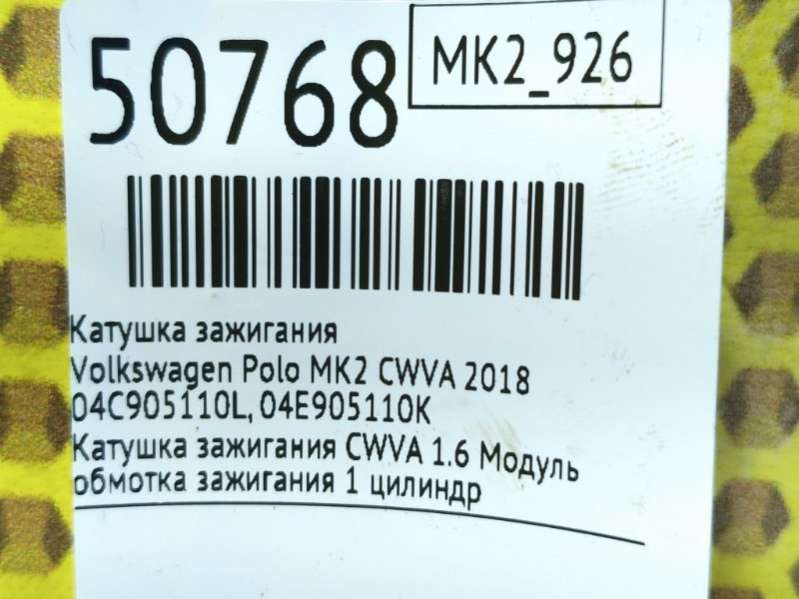 50768
MK2_926
Катушка зажигания
Volkswagen Polo MK2 CWVA 2018
04C905110L, 04E905110K
Катушка зажигания CWVA 1.6 Модуль
обмотка зажигания 1 цилиндр